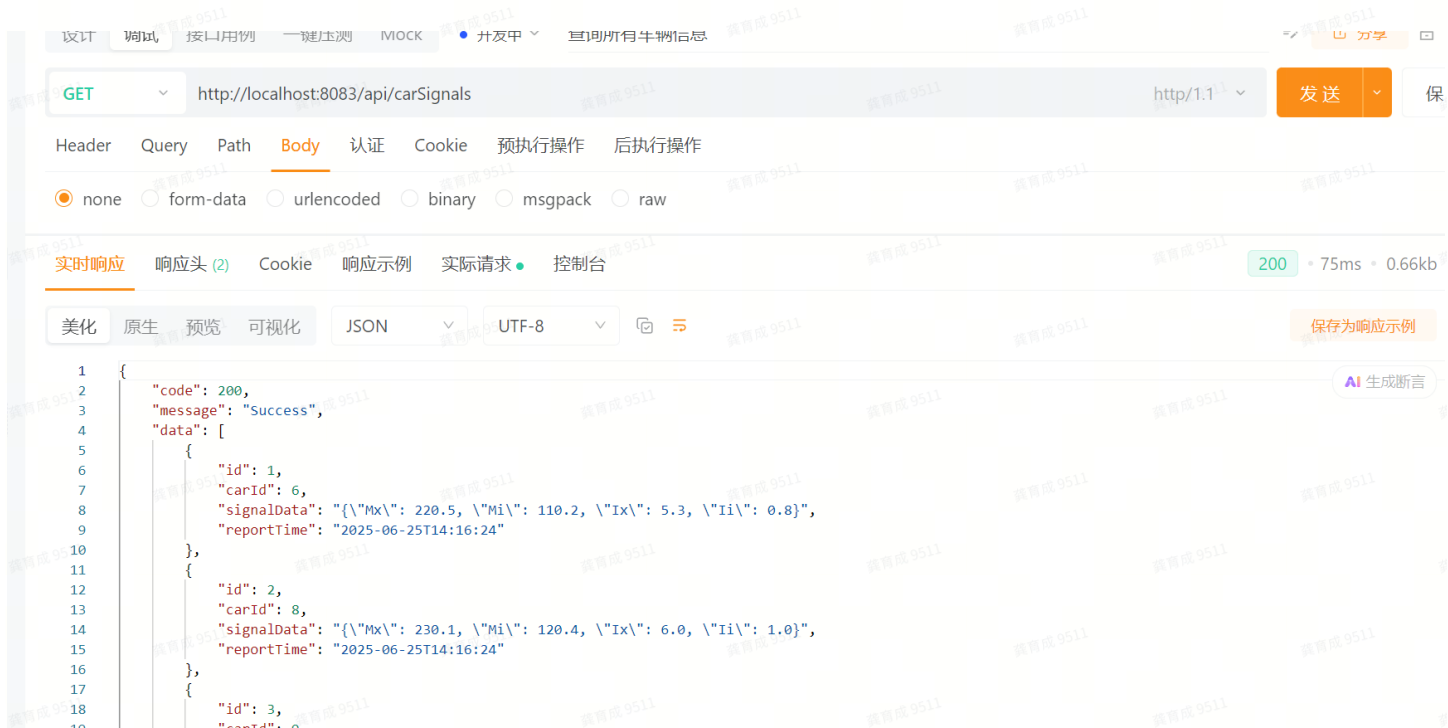 设计 调试 接口用例 一键压测 Mock 开发中 查询所有车辆信息 分享
GET http://localhost:8083/api/carSignals http/1.1 发送 保
Header Query Path Body 认证 Cookie 预执行操作 后执行操作
none form-data urlencoded binary msgpack raw
实时响应 响应头 (2) Cookie 响应示例 实际请求 控制台 200 75ms 0.66kb
美化 原生 预览 可视化 JSON UTF-8 保存为响应示例
AI 生成断言
1 {
2 "code": 200,
3 "message": "Success",
4 "data": [
5 {
6 "id": 1,
7 "carId": 6,
8 "signalData": "{\"Mx\": 220.5, \"Mi\": 110.2, \"Ix\": 5.3, \"Ii\": 0.8}",
9 "reportTime": "2025-06-25T14:16:24"
10 },
11 {
12 "id": 2,
13 "carId": 8,
14 "signalData": "{\"Mx\": 230.1, \"Mi\": 120.4, \"Ix\": 6.0, \"Ii\": 1.0}",
15 "reportTime": "2025-06-25T14:16:24"
16 },
17 {
18 "id": 3,
龚育成 9511